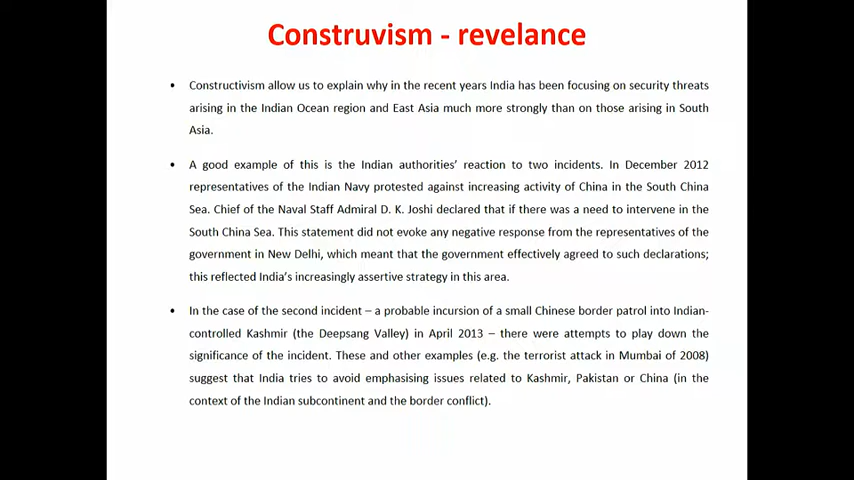 Construvism - revelance
• Constructivism allow us to explain why in the recent years India has been focusing on security threats
arising in the Indian Ocean region and East Asia much more strongly than on those arising in South
Asia.
• A good example of this is the Indian authorities' reaction to two incidents. In December 2012
representatives of the Indian Navy protested against increasing activity of China in the South China
Sea. Chief of the Naval Staff Admiral D. K. Joshi declared that if there was a need to intervene in the
South China Sea. This statement did not evoke any negative response from the representatives of the
government in New Delhi, which meant that the government effectively agreed to such declarations;
this reflected India's increasingly assertive strategy in this area.
• In the case of the second incident – a probable incursion of a small Chinese border patrol into Indian-
controlled Kashmir (the Deepsang Valley) in April 2013 – there were attempts to play down the
significance of the incident. These and other examples (e.g. the terrorist attack in Mumbai of 2008)
suggest that India tries to avoid emphasising issues related to Kashmir, Pakistan or China (in the
context of the Indian subcontinent and the border conflict).